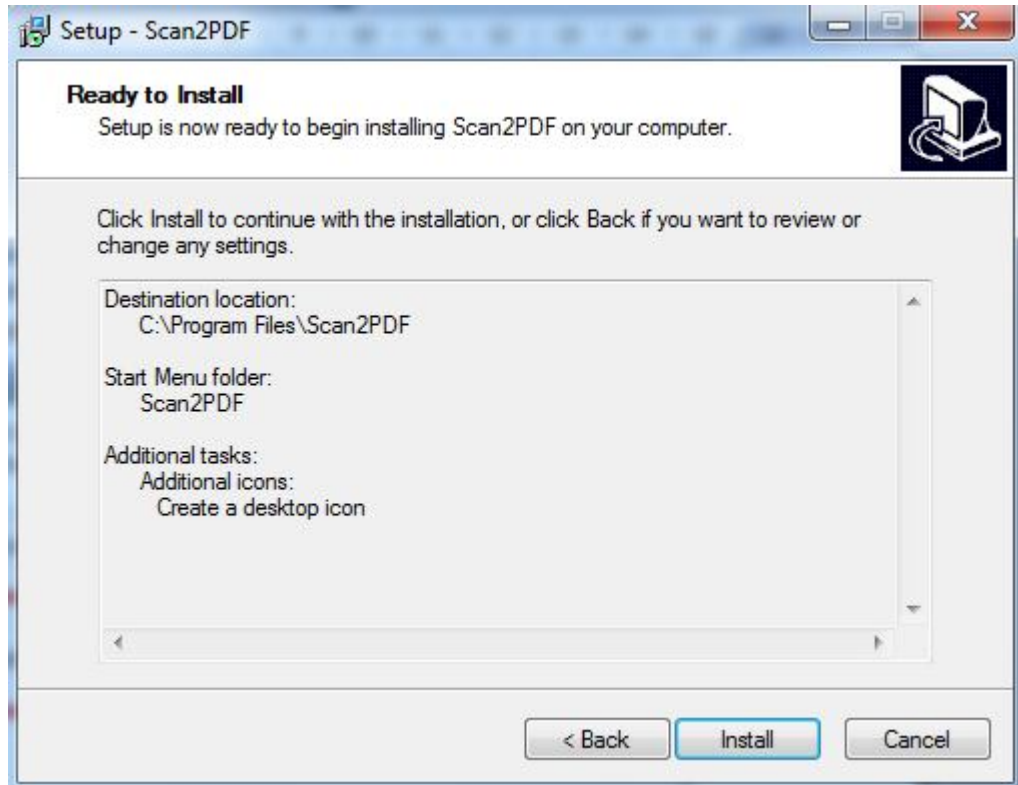 Setup - Scan2PDF
Ready to Install
Setup is now ready to begin installing Scan2PDF on your computer.
Click Install to continue with the installation, or click Back if you want to review or
change any settings.
Destination location:
C:\Program Files\Scan2PDF
Start Menu folder:
Scan2PDF
Additional tasks:
Additional icons:
Create a desktop icon
< Back Install Cancel